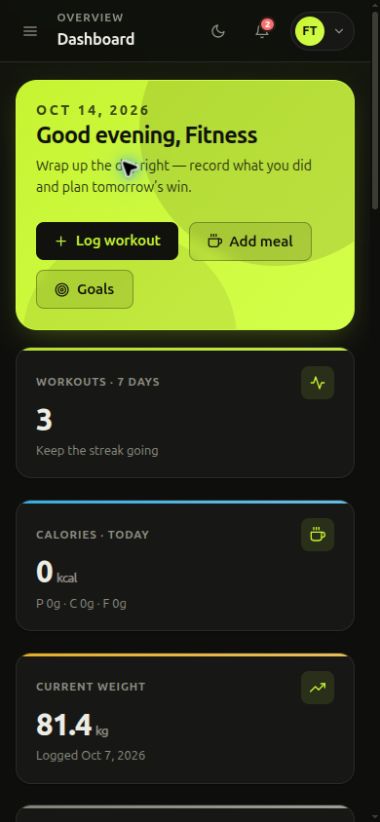 OVERVIEW
Dashboard
2
FT
OCT 14, 2026
Good evening, Fitness
Wrap up the right — record what you did
and plan tomorrow's win.
Log workout
Add meal
Goals
WORKOUTS · 7 DAYS
3
Keep the streak going
CALORIES · TODAY
0 kcal
P 0g · C 0g · F 0g
CURRENT WEIGHT
81.4 kg
Logged Oct 7, 2026